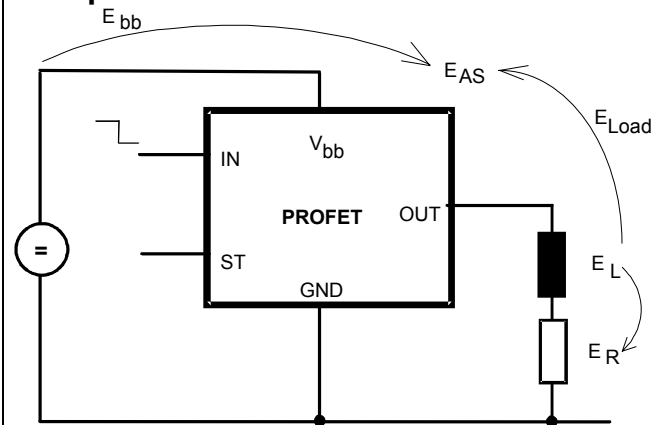 E bb
E AS
E Load
V bb
IN
PROFET
OUT
ST
=
GND
E L
E R